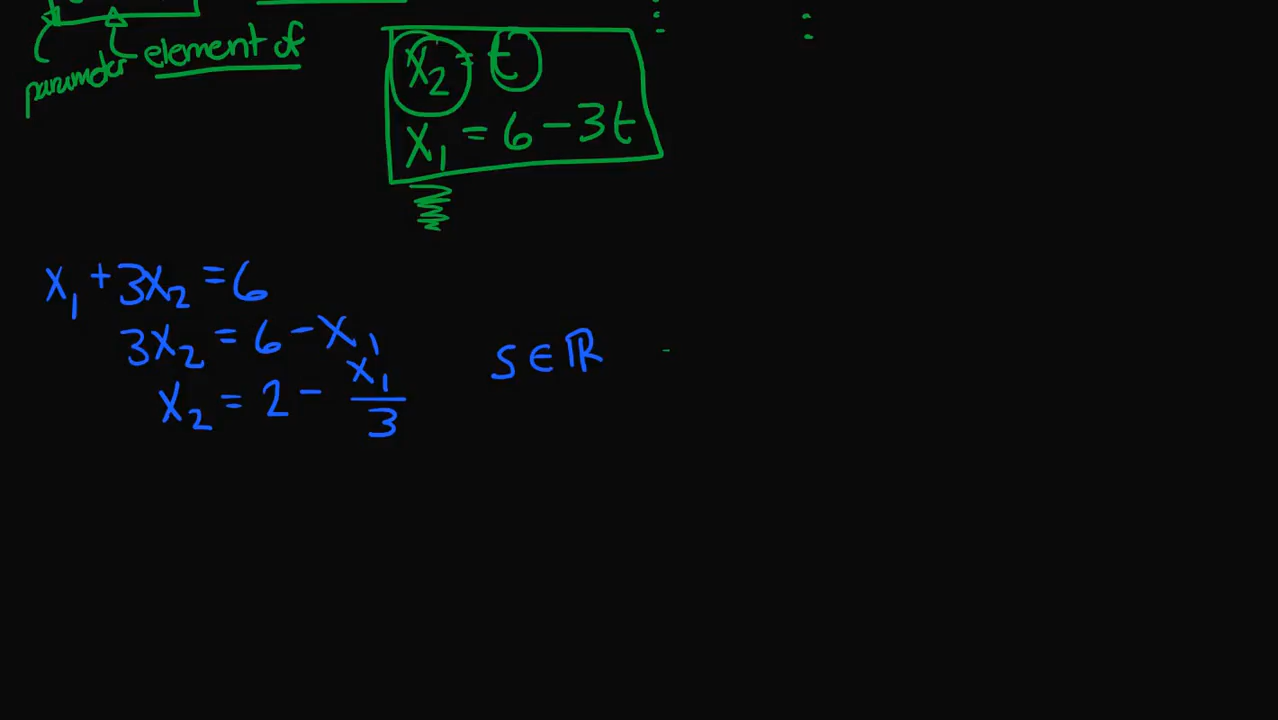 element of
parameter
x₂ = t
x₁ = 6 - 3t
x₁ + 3x₂ = 6
3x₂ = 6 - x₁
x₂ = 2 - x₁/3
s ∈ ℝ